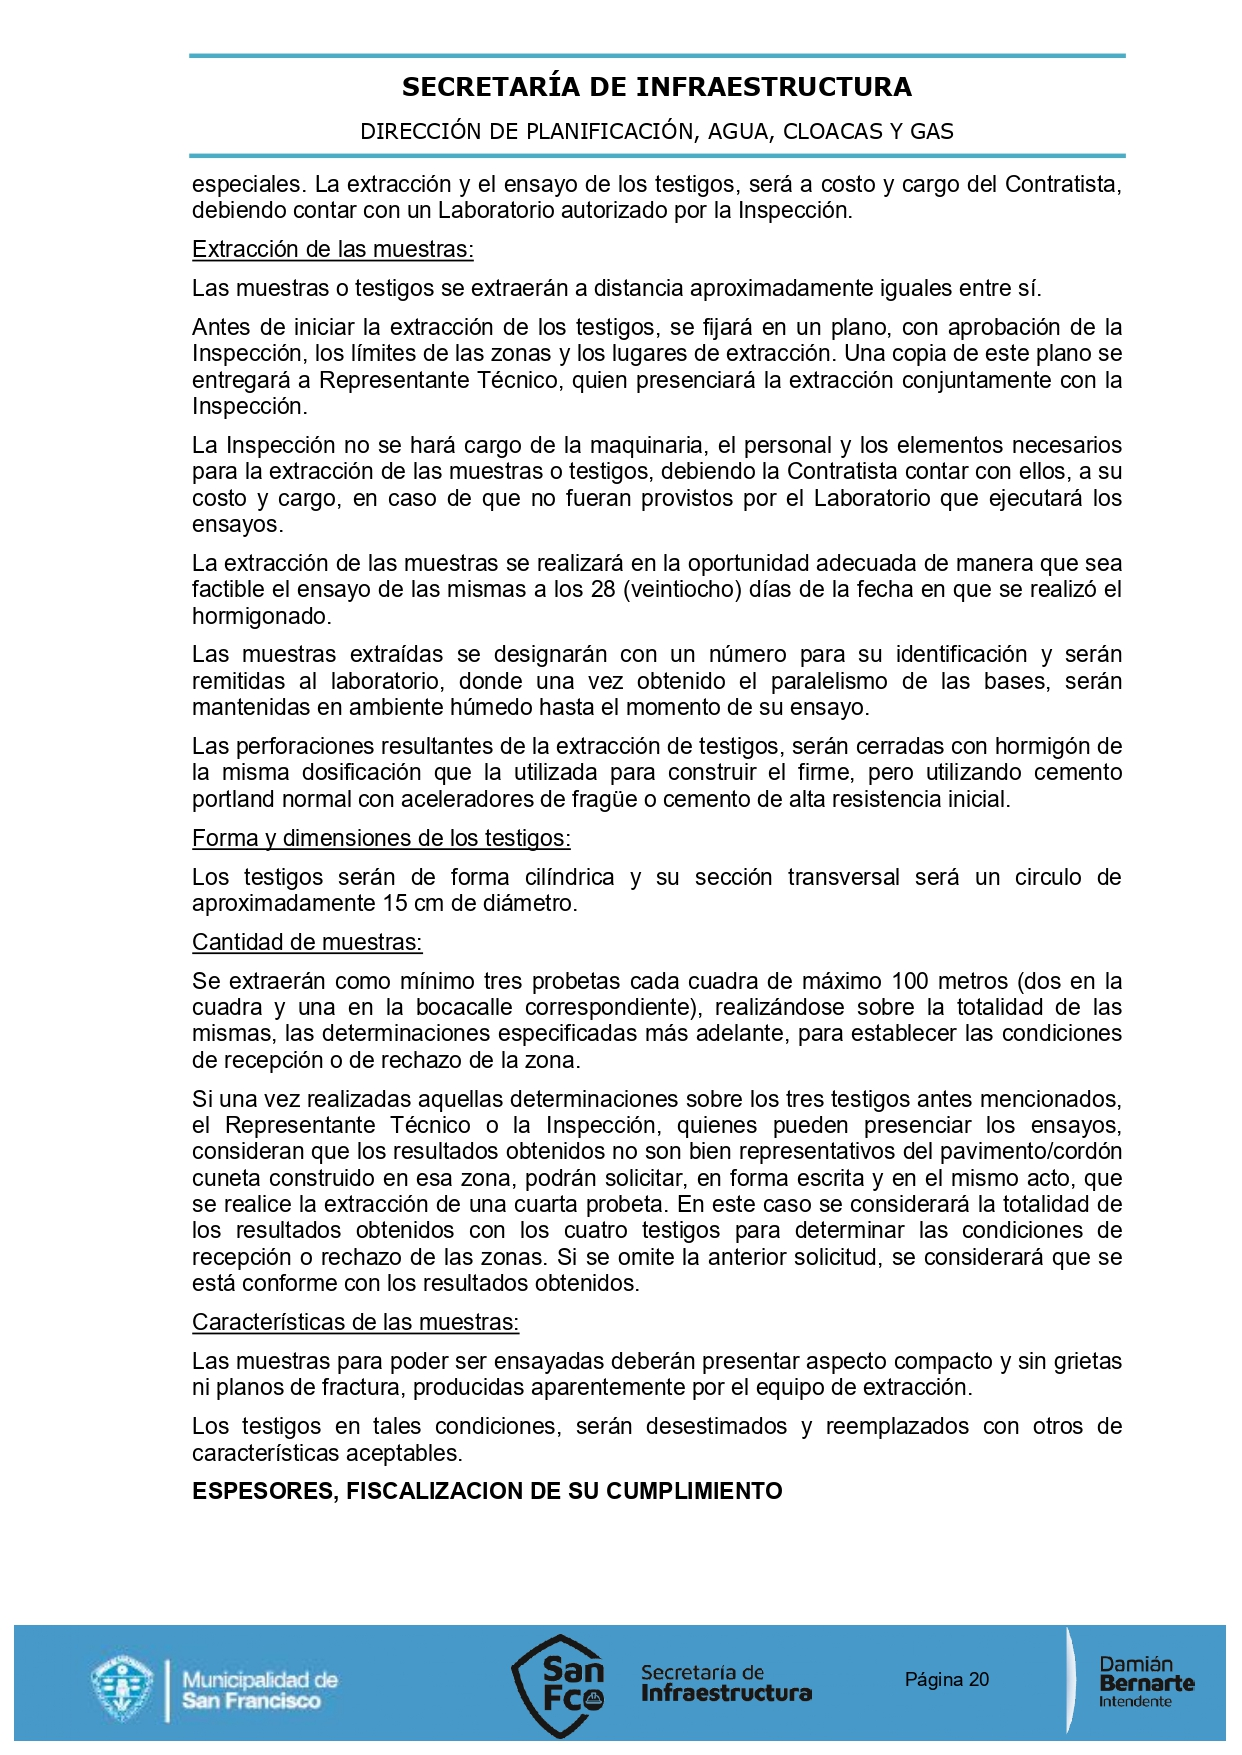 SECRETARÍA DE INFRAESTRUCTURA
DIRECCIÓN DE PLANIFICACIÓN, AGUA, CLOACAS Y GAS
especiales. La extracción y el ensayo de los testigos, será a costo y cargo del Contratista,
debiendo contar con un Laboratorio autorizado por la Inspección.
Extracción de las muestras:
Las muestras o testigos se extraerán a distancia aproximadamente iguales entre sí.
Antes de iniciar la extracción de los testigos, se fijará en un plano, con aprobación de la
Inspección, los límites de las zonas y los lugares de extracción. Una copia de este plano se
entregará a Representante Técnico, quien presenciará la extracción conjuntamente con la
Inspección.
La Inspección no se hará cargo de la maquinaria, el personal y los elementos necesarios
para la extracción de las muestras o testigos, debiendo la Contratista contar con ellos, a su
costo y cargo, en caso de que no fueran provistos por el Laboratorio que ejecutará los
ensayos.
La extracción de las muestras se realizará en la oportunidad adecuada de manera que sea
factible el ensayo de las mismas a los 28 (veintiocho) días de la fecha en que se realizó el
hormigonado.
Las muestras extraídas se designarán con un número para su identificación y serán
remitidas al laboratorio, donde una vez obtenido el paralelismo de las bases, serán
mantenidas en ambiente húmedo hasta el momento de su ensayo.
Las perforaciones resultantes de la extracción de testigos, serán cerradas con hormigón de
la misma dosificación que la utilizada para construir el firme, pero utilizando cemento
portland normal con aceleradores de fragüe o cemento de alta resistencia inicial.
Forma y dimensiones de los testigos:
Los testigos serán de forma cilíndrica y su sección transversal será un circulo de
aproximadamente 15 cm de diámetro.
Cantidad de muestras:
Se extraerán como mínimo tres probetas cada cuadra de máximo 100 metros (dos en la
cuadra y una en la bocacalle correspondiente), realizándose sobre la totalidad de las
mismas, las determinaciones especificadas más adelante, para establecer las condiciones
de recepción o de rechazo de la zona.
Si una vez realizadas aquellas determinaciones sobre los tres testigos antes mencionados,
el Representante Técnico o la Inspección, quienes pueden presenciar los ensayos,
consideran que los resultados obtenidos no son bien representativos del pavimento/cordón
cuneta construido en esa zona, podrán solicitar, en forma escrita y en el mismo acto, que
se realice la extracción de una cuarta probeta. En este caso se considerará la totalidad de
los resultados obtenidos con los cuatro testigos para determinar las condiciones de
recepción o rechazo de las zonas. Si se omite la anterior solicitud, se considerará que se
está conforme con los resultados obtenidos.
Características de las muestras:
Las muestras para poder ser ensayadas deberán presentar aspecto compacto y sin grietas
ni planos de fractura, producidas aparentemente por el equipo de extracción.
Los testigos en tales condiciones, serán desestimados y reemplazados con otros de
características aceptables.
ESPESORES, FISCALIZACION DE SU CUMPLIMIENTO
Municipalidad de
San Francisco
San
Fco
Secretaría de
Infraestructura
Página 20
Damián
Bernarte
Intendente